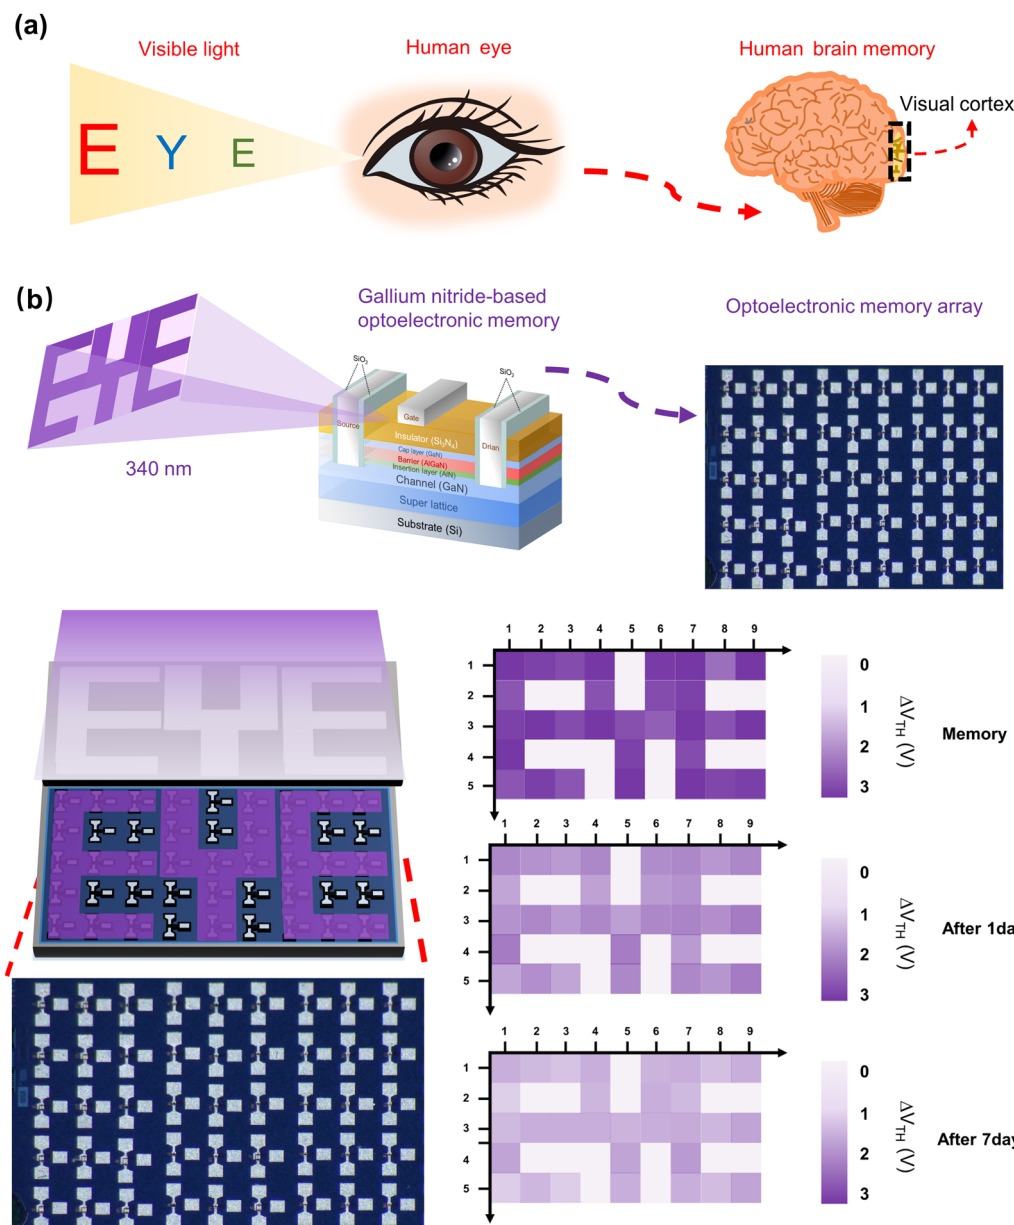 (a)
Visible light
Human eye
Human brain memory
E Y E
Visual cortex
(b)
Gallium nitride-based
optoelectronic memory
Optoelectronic memory array
EYE
340 nm
SiO₂
SiO₂
Source
Gate
Drian
Insulator (Si₃N₄)
Cap layer (GaN)
Barrier (AlGaN)
Insertion layer (AlN)
Channel (GaN)
Super lattice
Substrate (Si)
EYE
1 2 3 4 5 6 7 8 9
1
2
3
4
5
0
1
2
3
ΔV_TH (V)
Memory
1 2 3 4 5 6 7 8 9
1
2
3
4
5
0
1
2
3
ΔV_TH (V)
After 1da
1 2 3 4 5 6 7 8 9
1
2
3
4
5
0
1
2
3
ΔV_TH (V)
After 7day